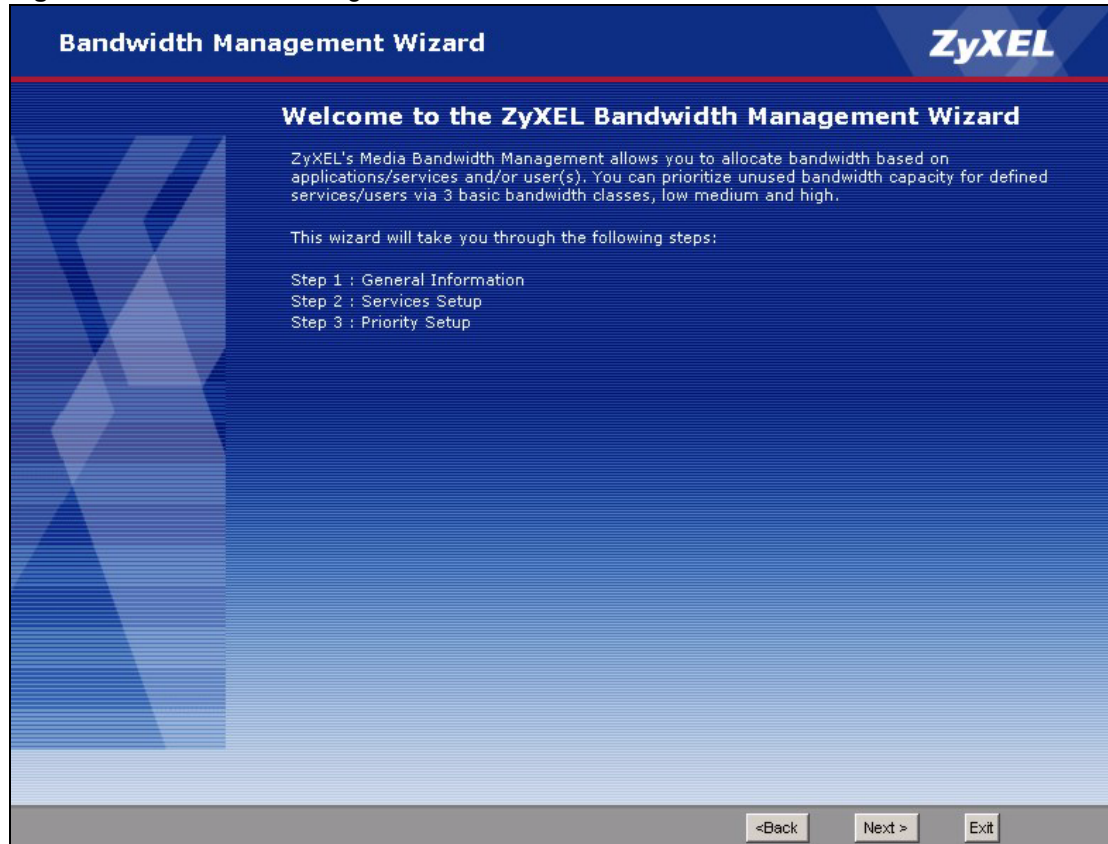 Bandwidth Management Wizard
ZyXEL
Welcome to the ZyXEL Bandwidth Management Wizard
ZyXEL's Media Bandwidth Management allows you to allocate bandwidth based on
applications/services and/or user(s). You can prioritize unused bandwidth capacity for defined
services/users via 3 basic bandwidth classes, low medium and high.
This wizard will take you through the following steps:
Step 1 : General Information
Step 2 : Services Setup
Step 3 : Priority Setup
<Back
Next >
Exit